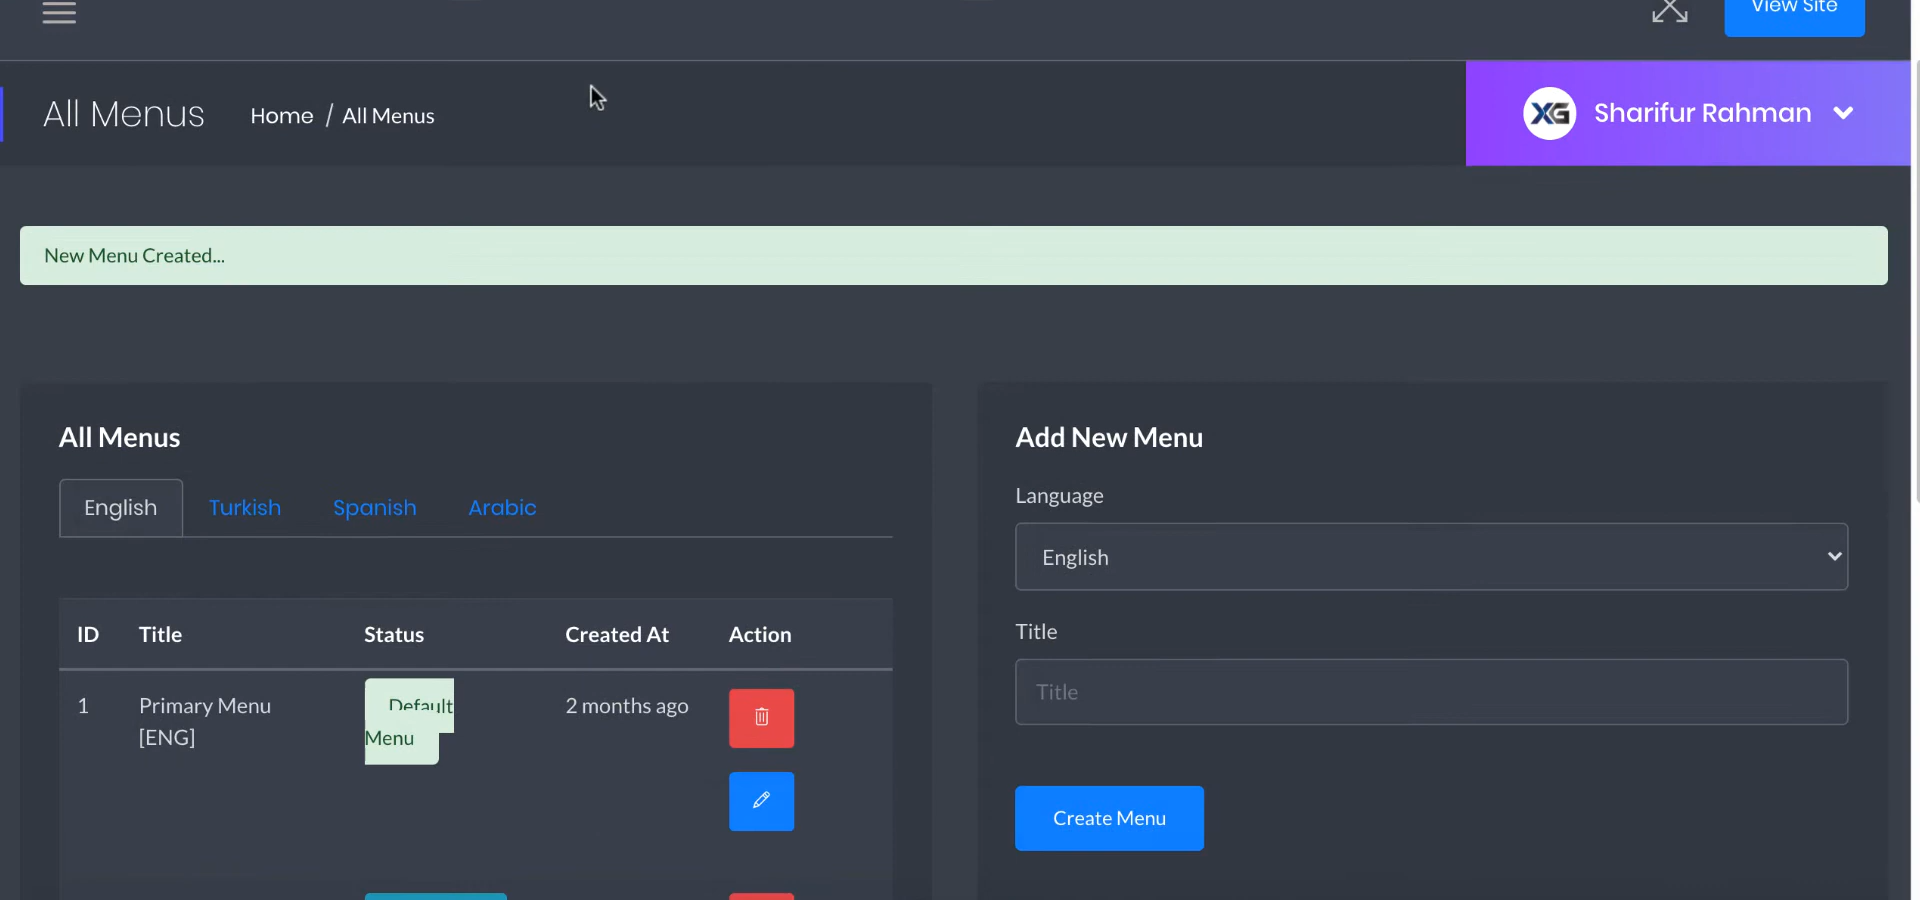 View Site
All Menus
Home / All Menus
XG
Sharifur Rahman
New Menu Created...
All Menus
English Turkish Spanish Arabic
ID Title Status Created At Action
1 Primary Menu [ENG] Default Menu 2 months ago
Add New Menu
Language
English
Title
Title
Create Menu